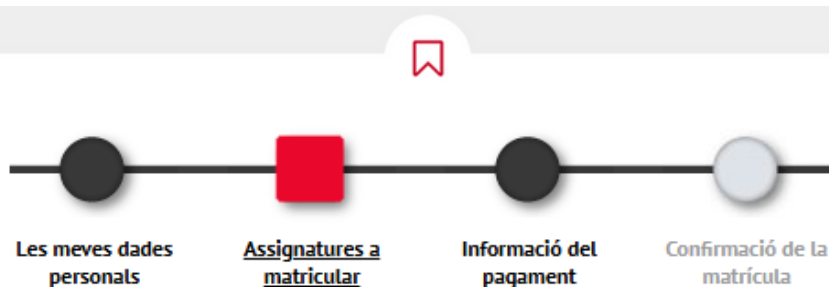 Les meves dades
personals
Assignatures a
matricular
Informació del
pagament
Confirmació de la
matrícula